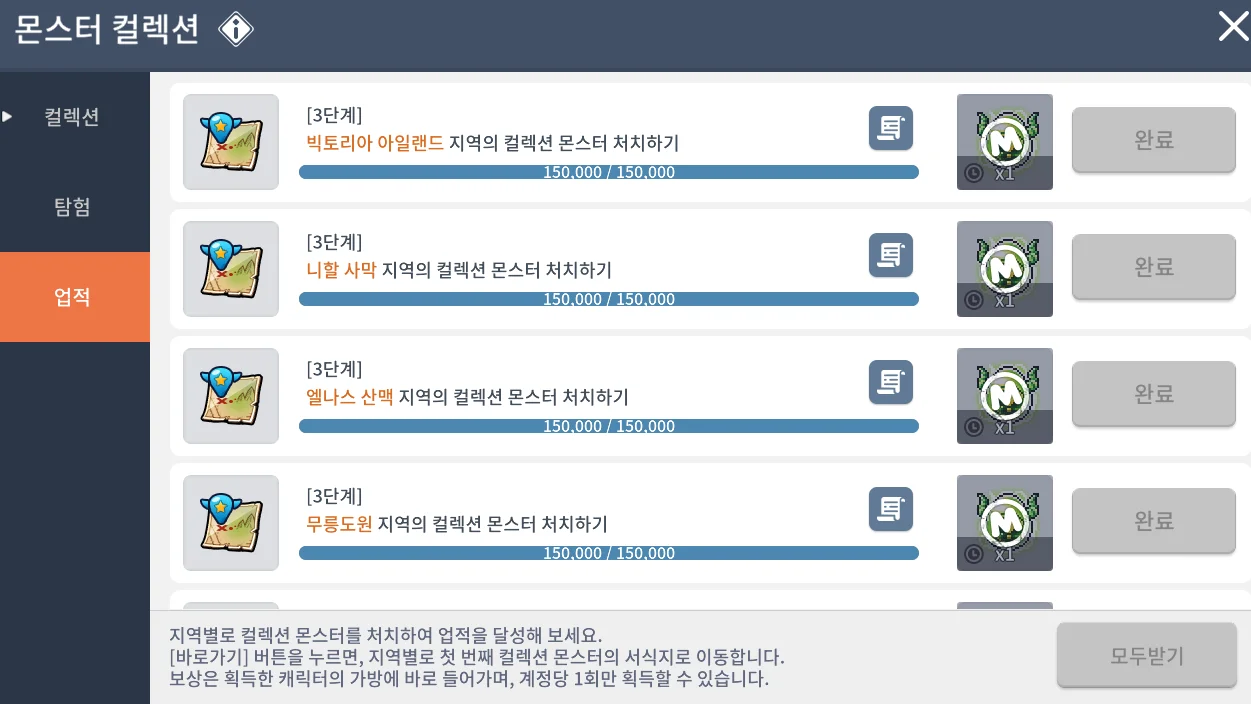 몬스터 컬렉션
컬렉션
탐험
업적
[3단계]
빅토리아 아일랜드 지역의 컬렉션 몬스터 처치하기
150,000 / 150,000
x1
완료
[3단계]
니할 사막 지역의 컬렉션 몬스터 처치하기
150,000 / 150,000
x1
완료
[3단계]
엘나스 산맥 지역의 컬렉션 몬스터 처치하기
150,000 / 150,000
x1
완료
[3단계]
무릉도원 지역의 컬렉션 몬스터 처치하기
150,000 / 150,000
x1
완료
지역별로 컬렉션 몬스터를 처치하여 업적을 달성해 보세요.
[바로가기] 버튼을 누르면, 지역별로 첫 번째 컬렉션 몬스터의 서식지로 이동합니다.
보상은 획득한 캐릭터의 가방에 바로 들어가며, 계정당 1회만 획득할 수 있습니다.
모두받기